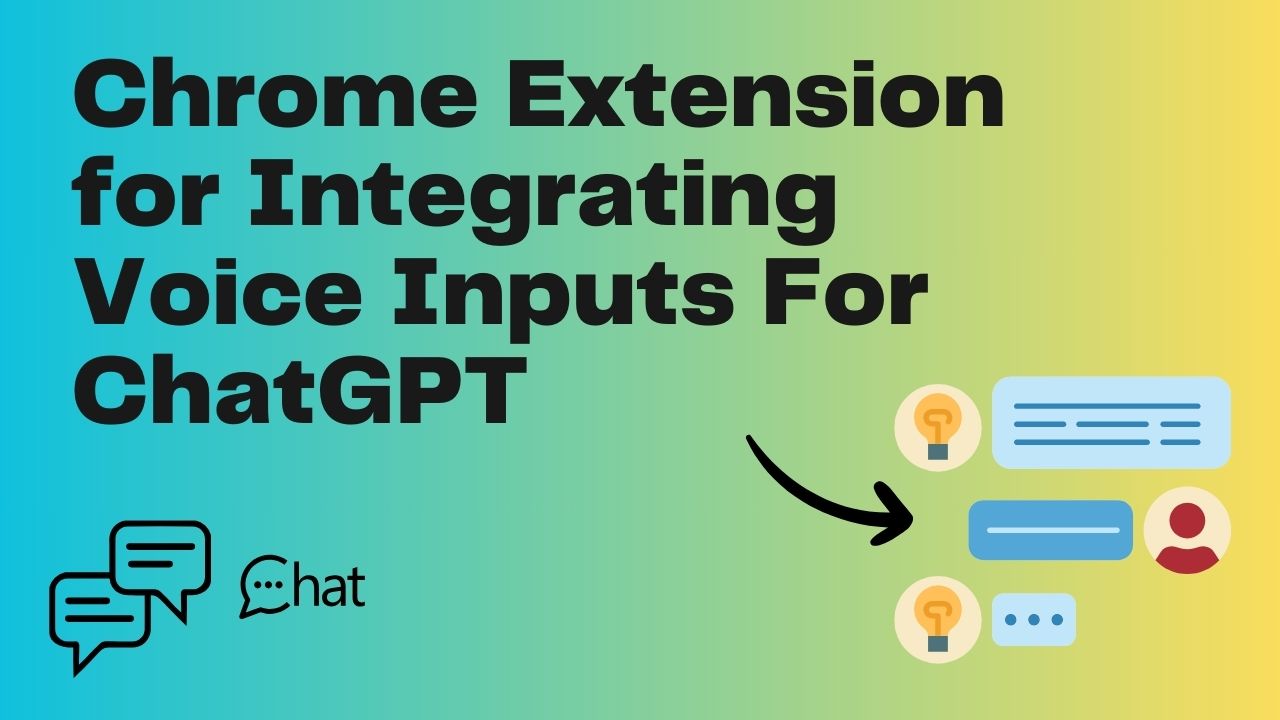 Chrome Extension
for Integrating
Voice Inputs For
ChatGPT
Chat